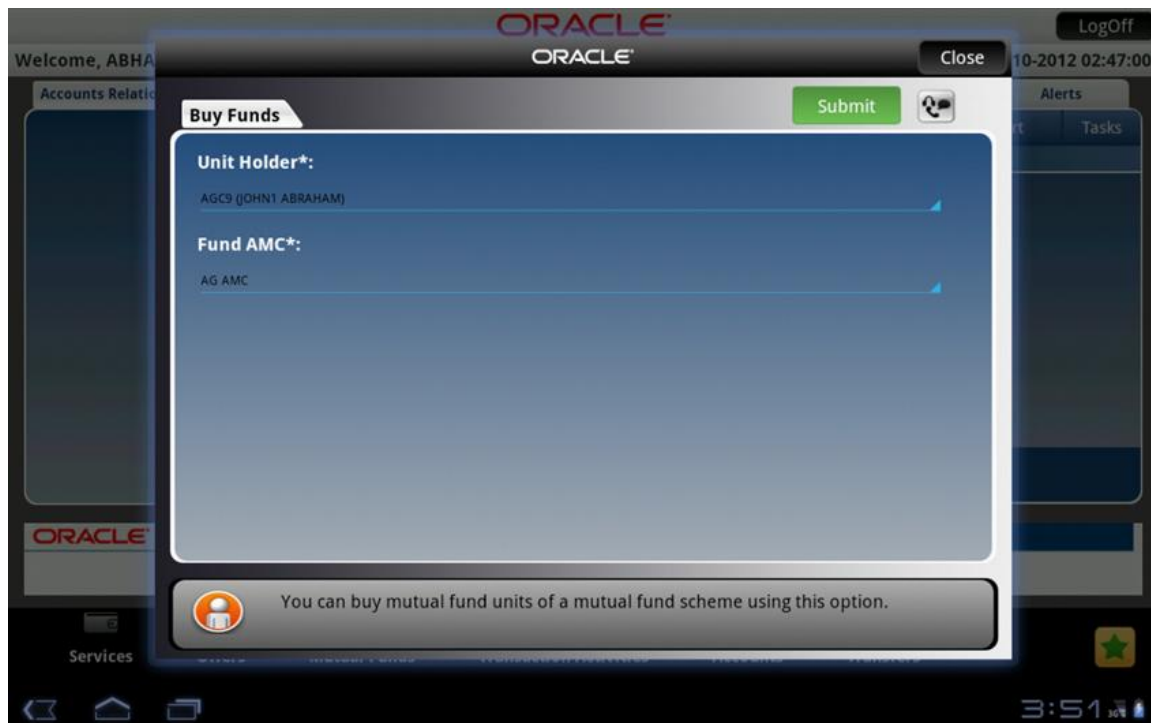 ORACLE
LogOff
Welcome, ABHA
ORACLE
Close
10-2012 02:47:00
Accounts Relatio
Alerts
Buy Funds
Submit
rt
Tasks
Unit Holder*:
AGC9 (JOHN1 ABRAHAM)
Fund AMC*:
AG AMC
ORACLE
You can buy mutual fund units of a mutual fund scheme using this option.
Services
3:51
3G